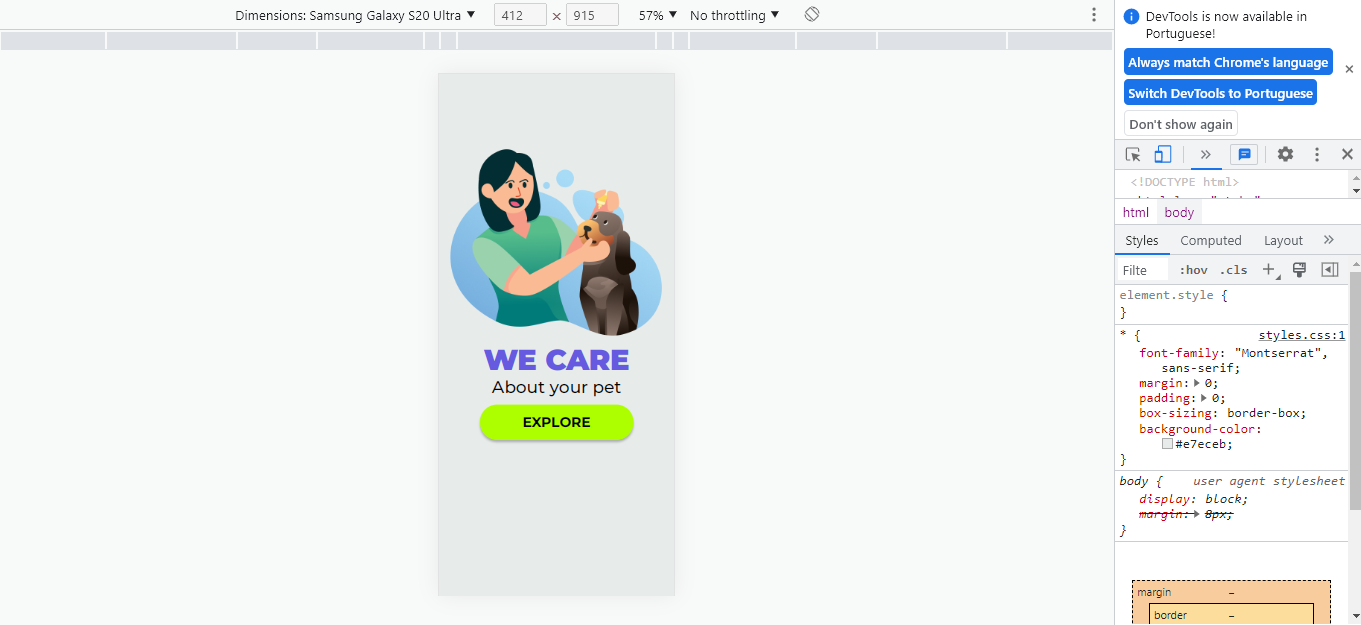 Dimensions: Samsung Galaxy S20 Ultra ▼ 412 × 915 57% ▼ No throttling ▼
DevTools is now available in
Portuguese!
Always match Chrome's language
Switch DevTools to Portuguese
Don't show again
<!DOCTYPE html>
html body
Styles Computed Layout »
Filte :hov .cls +
element.style {
}
* { styles.css:1
font-family: "Montserrat",
sans-serif;
margin: ▶ 0;
padding: ▶ 0;
box-sizing: border-box;
background-color:
#e7eceb;
}
body { user agent stylesheet
display: block;
margin: ▶ 8px;
}
margin –
border –
WE CARE
About your pet
EXPLORE